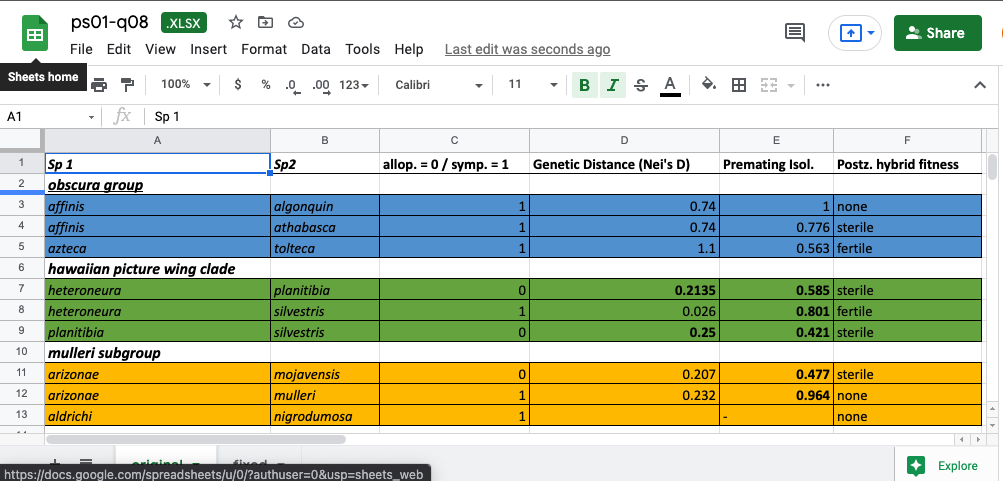 ps01-q08 .XLSX
File Edit View Insert Format Data Tools Help Last edit was seconds ago
Share
Sheets home
100% $ % .0 .00 123 Calibri 11 B I S A
A1 fx Sp 1
A B C D E F
1 Sp 1 Sp2 allop. = 0 / symp. = 1 Genetic Distance (Nei's D) Premating Isol. Postz. hybrid fitness
2 obscura group
3 affinis algonquin 1 0.74 1 none
4 affinis athabasca 1 0.74 0.776 sterile
5 azteca tolteca 1 1.1 0.563 fertile
6 hawaiian picture wing clade
7 heteroneura planitibia 0 0.2135 0.585 sterile
8 heteroneura silvestris 1 0.026 0.801 fertile
9 planitibia silvestris 0 0.25 0.421 sterile
10 mulleri subgroup
11 arizonae mojavensis 0 0.207 0.477 sterile
12 arizonae mulleri 1 0.232 0.964 none
13 aldrichi nigrodumosa 1 - none
original fixed
Explore
https://docs.google.com/spreadsheets/u/0/?authuser=0&usp=sheets_web